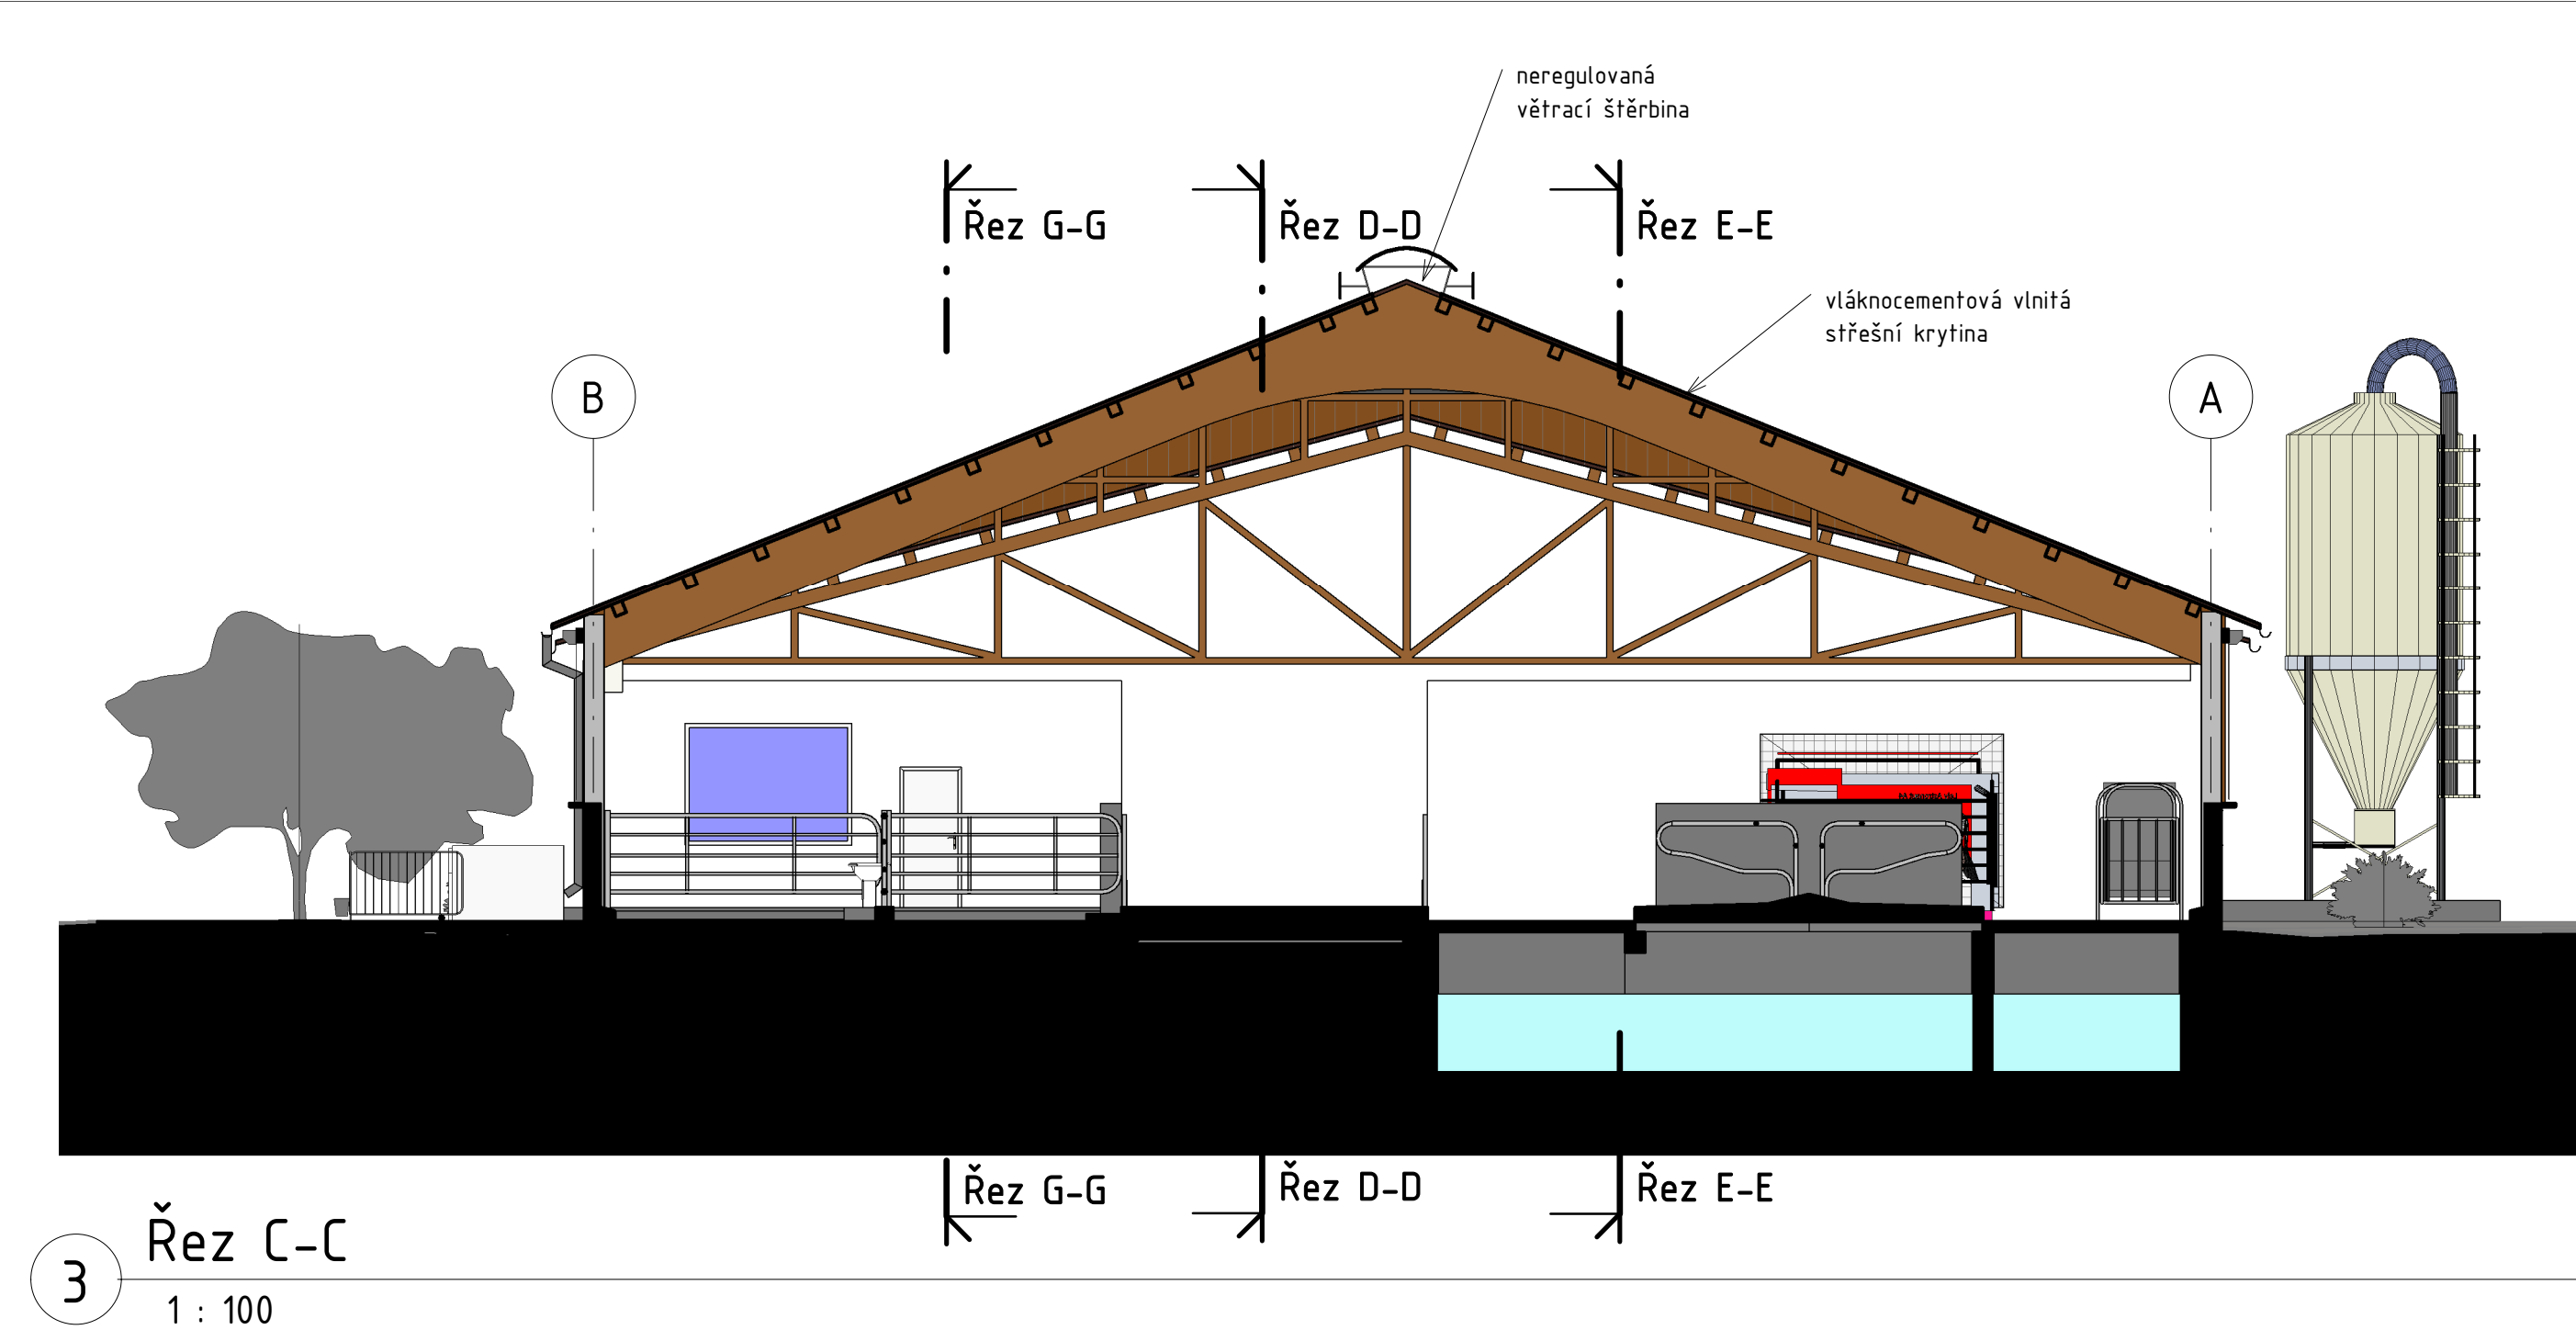 neregulovaná
větrací štěrbina
Řez G-G
Řez D-D
Řez E-E
vláknocementová vlnitá
střešní krytina
B
A
Řez G-G
Řez D-D
Řez E-E
3
Řez C-C
1 : 100